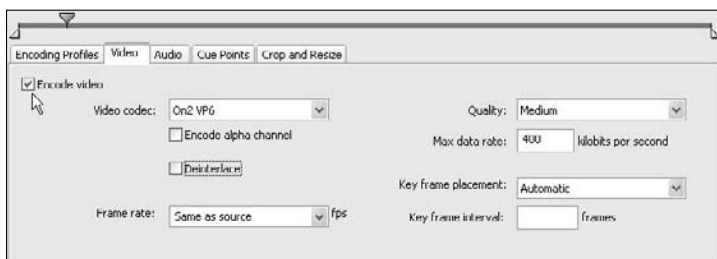 Encoding Profiles Video Audio Cue Points Crop and Resize
Encode video
Video codec: On2 VP6 Quality: Medium
Encode alpha channel Max data rate: 400 kilobits per second
Deinterlace
Key frame placement: Automatic
Frame rate: Same as source fps Key frame interval: frames